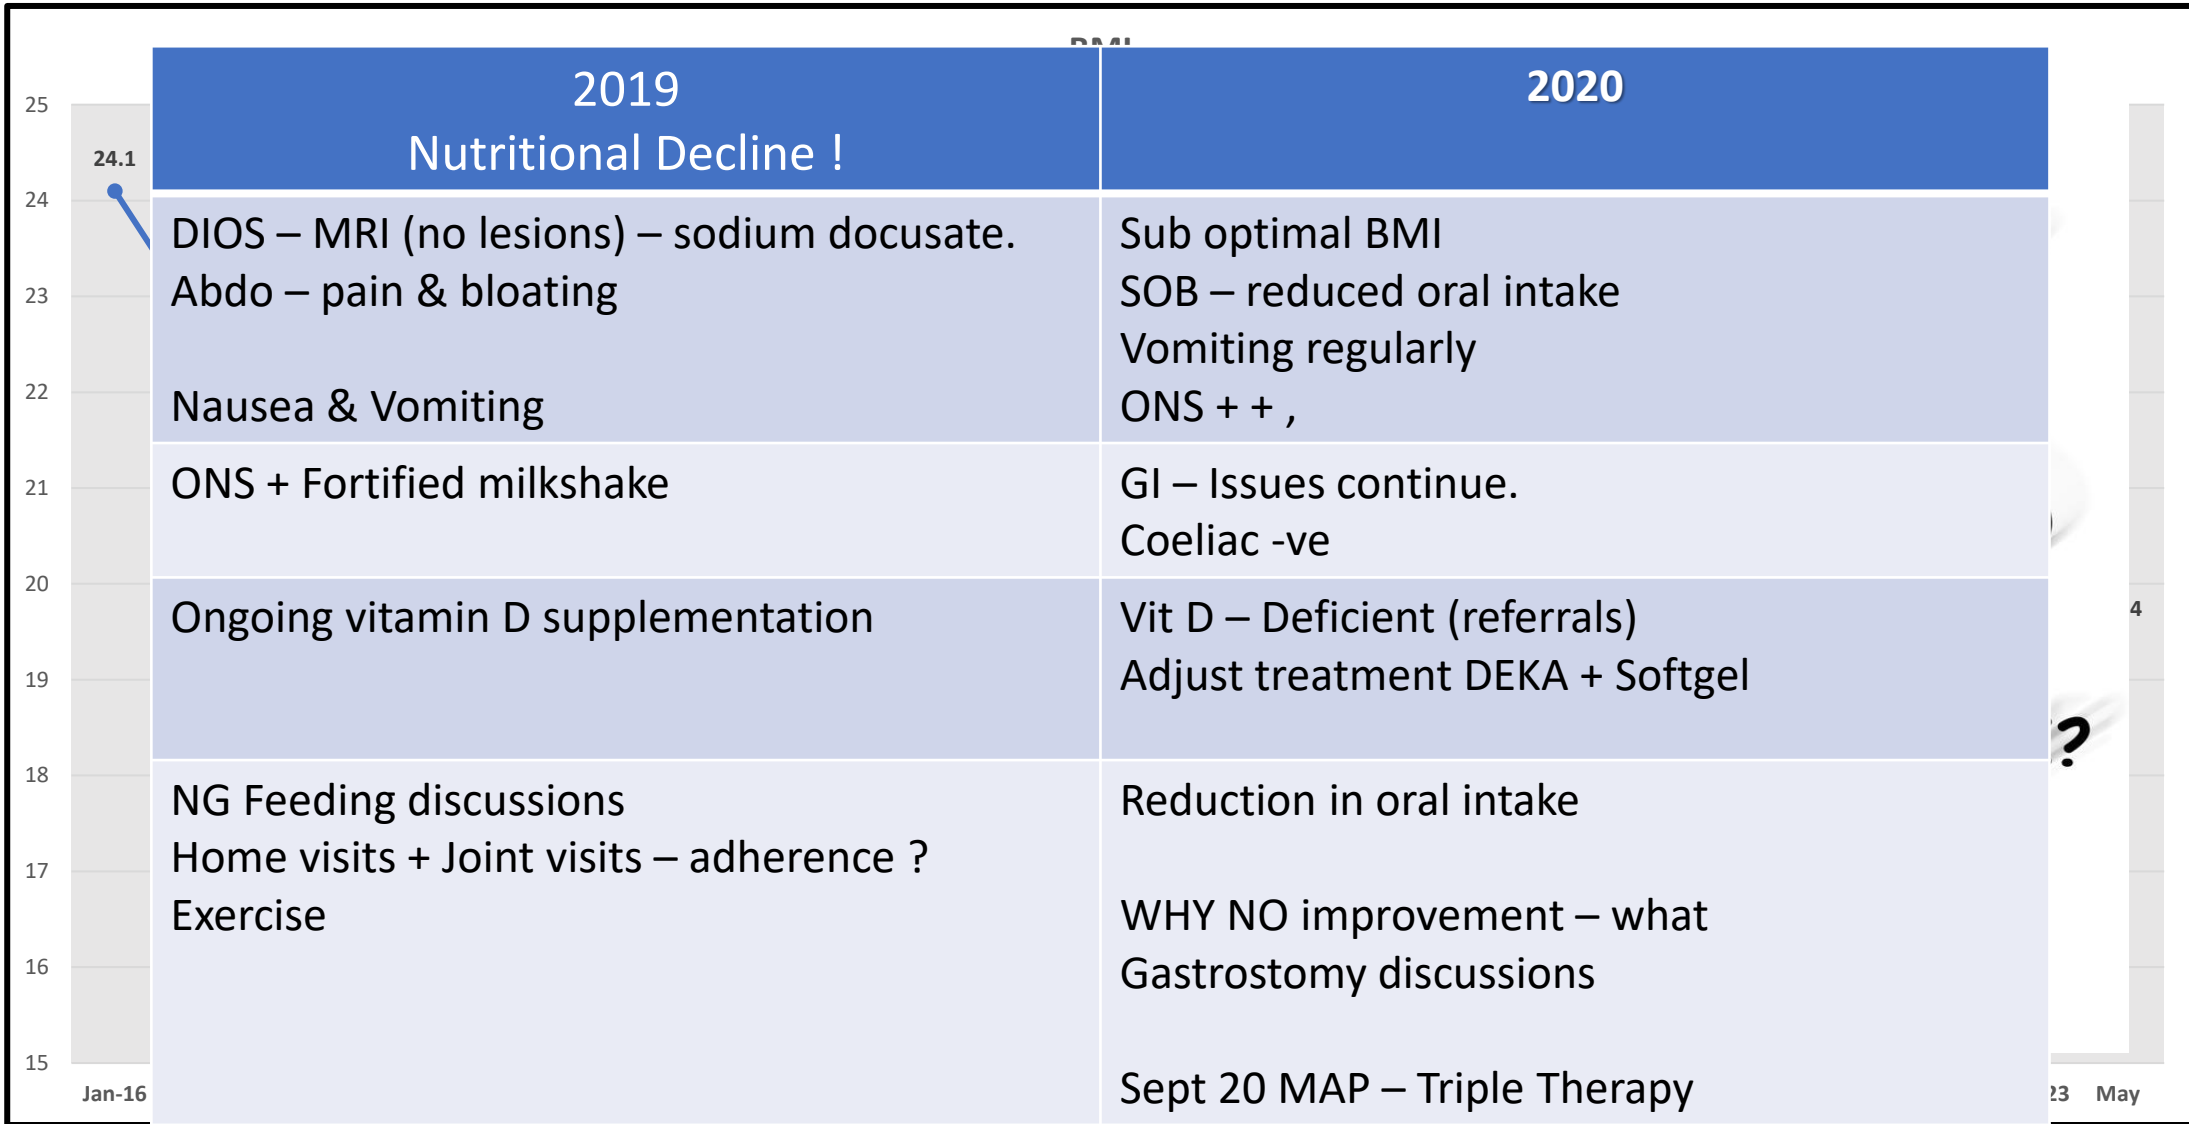 25
24
23
22
21
20
19
18
17
16
15
24.1
Jan-16
2019
Nutritional Decline !
2020
DIOS – MRI (no lesions) – sodium docusate.
Abdo – pain & bloating
Nausea & Vomiting
Sub optimal BMI
SOB – reduced oral intake
Vomiting regularly
ONS + + ,
ONS + Fortified milkshake
GI – Issues continue.
Coeliac -ve
Ongoing vitamin D supplementation
Vit D – Deficient (referrals)
Adjust treatment DEKA + Softgel
NG Feeding discussions
Home visits + Joint visits – adherence ?
Exercise
Reduction in oral intake
WHY NO improvement – what
Gastrostomy discussions
Sept 20 MAP – Triple Therapy
4
?
23 May